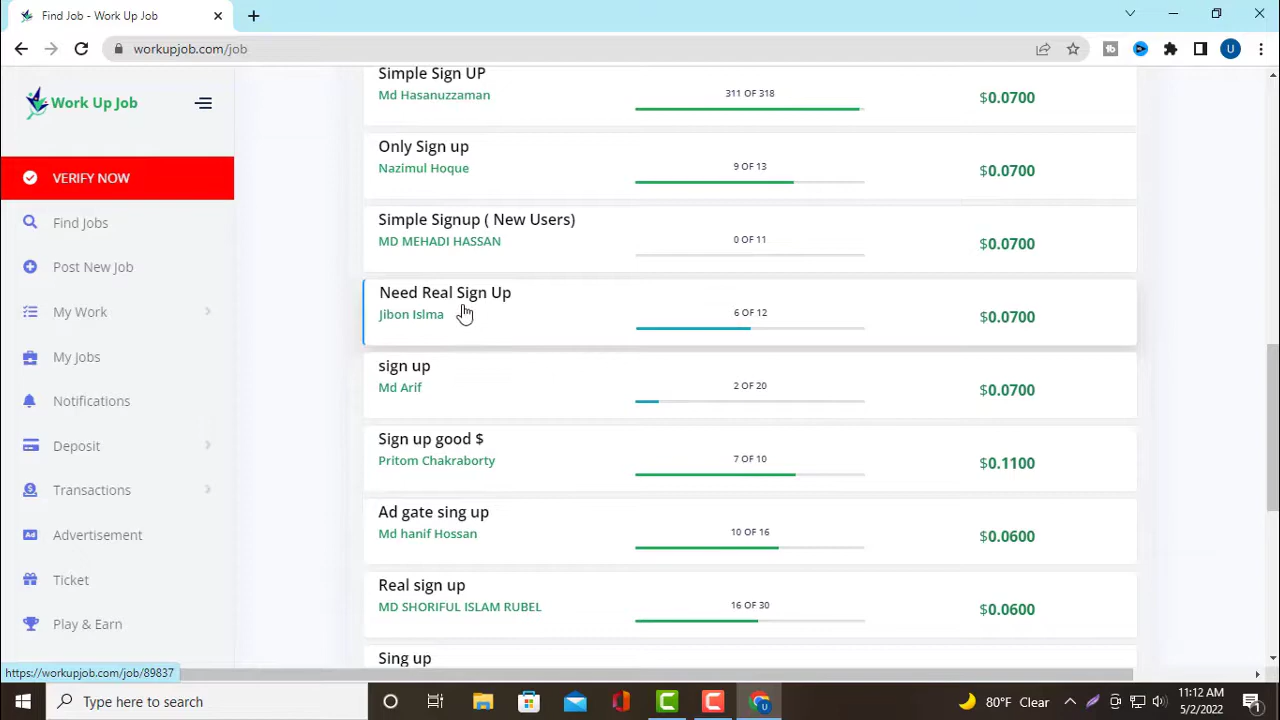 Find Job - Work Up Job
workupjob.com/job
U
Work Up Job
VERIFY NOW
Find Jobs
Post New Job
My Work
My Jobs
Notifications
Deposit
Transactions
Ad Advertisement
Ticket
Play & Earn
Simple Sign UP
Md Hasanuzzaman
311 OF 318
$0.0700
Only Sign up
Nazimul Hoque
9 OF 13
$0.0700
Simple Signup ( New Users)
MD MEHADI HASSAN
0 OF 11
$0.0700
Need Real Sign Up
Jibon Islma
6 OF 12
$0.0700
sign up
Md Arif
2 OF 20
$0.0700
Sign up good $
Pritom Chakraborty
7 OF 10
$0.1100
Ad gate sing up
Md hanif Hossan
10 OF 16
$0.0600
Real sign up
MD SHORIFUL ISLAM RUBEL
16 OF 30
$0.0600
Sing up
https://workupjob.com/job/89837
Type here to search
80°F Clear
11:12 AM
5/2/2022
1